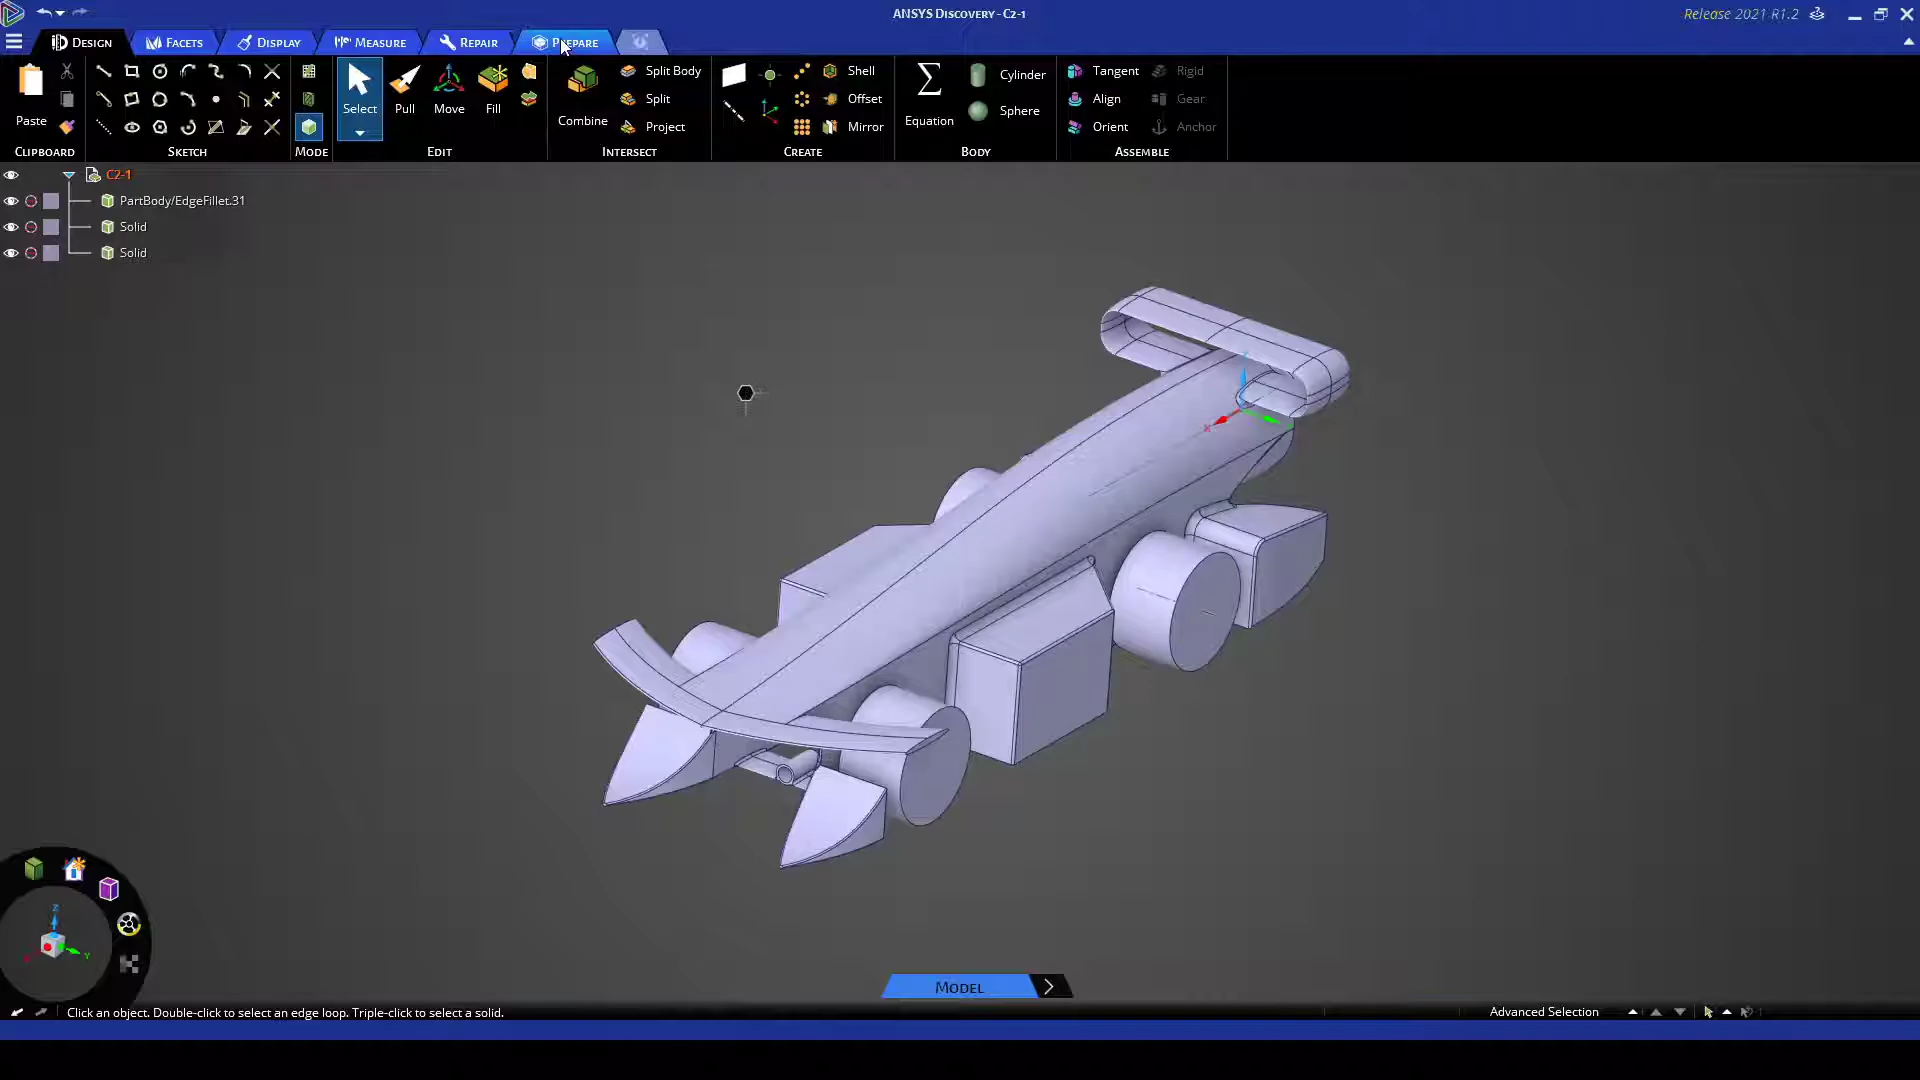 ANSYS DISCOVERY - C2-1
Release 2021 R1.2
DESIGN FACETS DISPLAY MEASURE REPAIR PREPARE
Paste
CLIPBOARD
SKETCH
MODE
Select Pull Move Fill
EDIT
Combine
Split Body
Split
Project
INTERSECT
Shell
Offset
Mirror
CREATE
Equation
Cylinder
Sphere
BODY
Tangent Rigid
Align Gear
Orient Anchor
ASSEMBLE
C2-1
PartBody/EdgeFillet.31
Solid
Solid
X
Z
Y
MODEL
Click an object. Double-click to select an edge loop. Triple-click to select a solid.
Advanced Selection